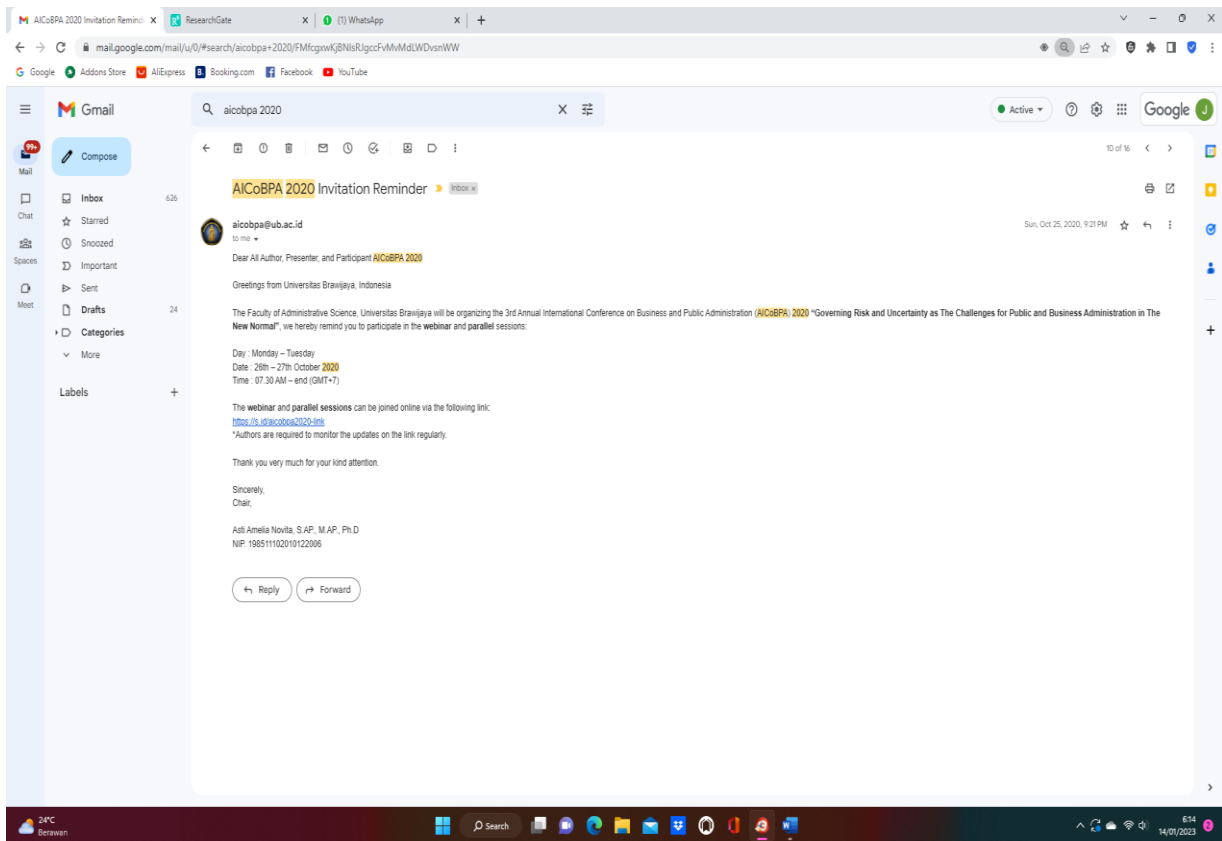 AICoBPA 2020 Invitation Remind
ResearchGate
(1) WhatsApp
mail.google.com/mail/u/0/#search/aicobpa+2020/FMfcgxwKjBNlsRJgccFvMvMdLWDvsnWW
Google
Addons Store
AliExpress
Booking.com
Facebook
YouTube
Gmail
aicobpa 2020
Active
Google
J
99+
Mail
Chat
Spaces
Meet
Compose
Inbox 626
Starred
Snoozed
Important
Sent
Drafts 24
Categories
More
Labels
10 of 16
AICoBPA 2020 Invitation Reminder
Inbox x
aicobpa@ub.ac.id
Sun, Oct 25, 2020, 9:21 PM
to me
Dear All Author, Presenter, and Participant AICoBPA 2020
Greetings from Universitas Brawijaya, Indonesia
The Faculty of Administrative Science, Universitas Brawijaya will be organizing the 3rd Annual International Conference on Business and Public Administration (AICoBPA) 2020 “Governing Risk and Uncertainty as The Challenges for Public and Business Administration in The
New Normal”, we hereby remind you to participate in the webinar and parallel sessions:
Day : Monday – Tuesday
Date : 26th – 27th October 2020
Time : 07.30 AM – end (GMT+7)
The webinar and parallel sessions can be joined online via the following link:
https://s.id/aicobpa2020-link
*Authors are required to monitor the updates on the link regularly.
Thank you very much for your kind attention.
Sincerely,
Chair,
Asti Amelia Novita, S.AP., M.AP., Ph.D
NIP. 198511102010122006
Reply
Forward
24°C
Berawan
Search
6:14
14/01/2023